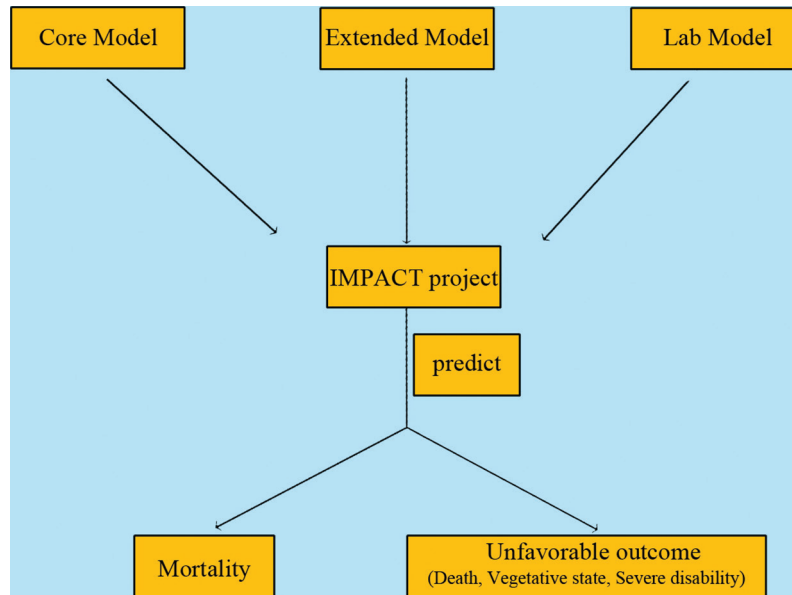 Core Model
Extended Model
Lab Model
IMPACT project
predict
Mortality
Unfavorable outcome
(Death, Vegetative state, Severe disability)